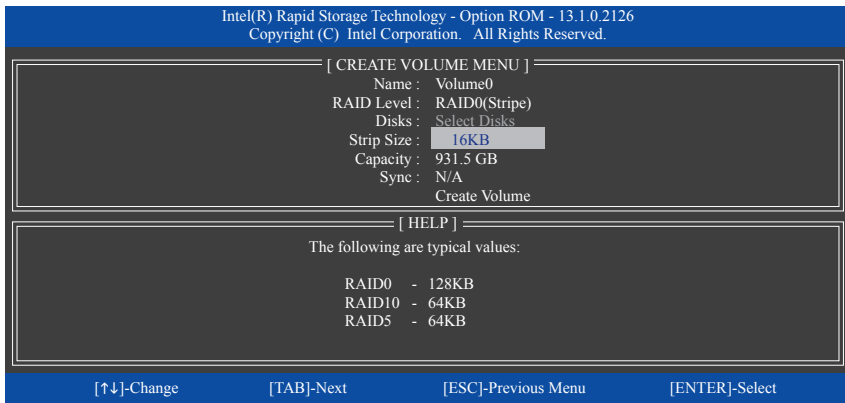 Intel(R) Rapid Storage Technology - Option ROM - 13.1.0.2126
Copyright (C) Intel Corporation. All Rights Reserved.
[ CREATE VOLUME MENU ]
Name : Volume0
RAID Level : RAID0(Stripe)
Disks : Select Disks
Strip Size : 16KB
Capacity : 931.5 GB
Sync : N/A
Create Volume
[ HELP ]
The following are typical values:
RAID0 - 128KB
RAID10 - 64KB
RAID5 - 64KB
[↑↓]-Change [TAB]-Next [ESC]-Previous Menu [ENTER]-Select